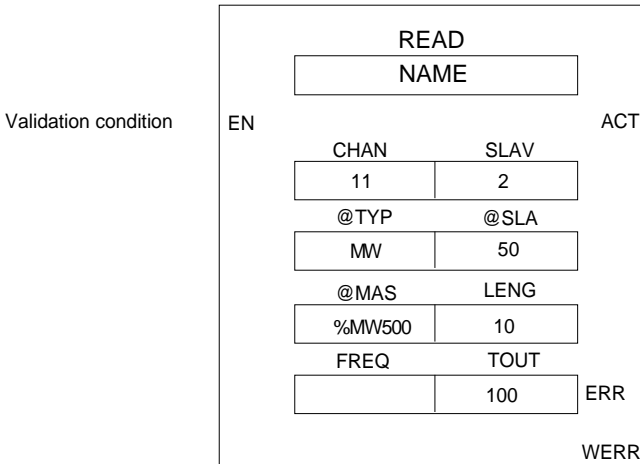 READ
NAME
Validation condition EN ACT
CHAN SLAV
11 2
@TYP @SLA
MW 50
@MAS LENG
%MW500 10
FREQ TOUT
100 ERR
WERR